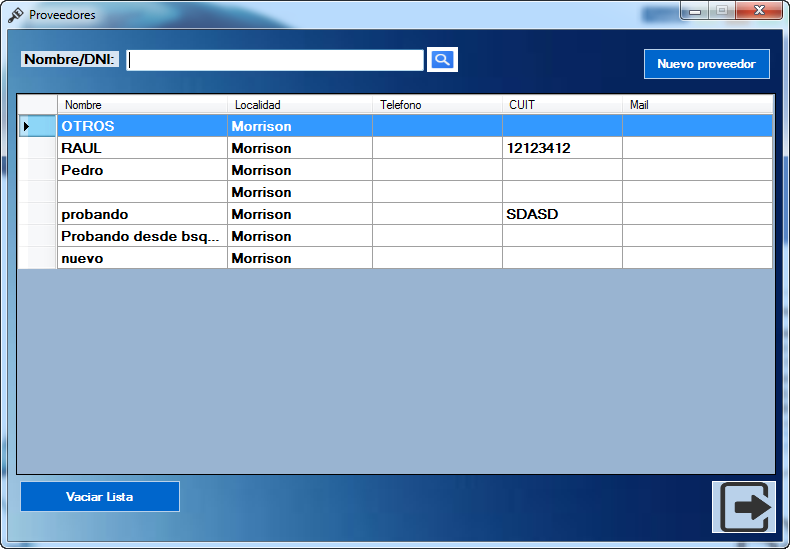 Proveedores
Nombre/DNI:
Nuevo proveedor
Nombre Localidad Telefono CUIT Mail
OTROS Morrison
RAUL Morrison 12123412
Pedro Morrison
Morrison
probando Morrison SDASD
Probando desde bsq... Morrison
nuevo Morrison
Vaciar Lista